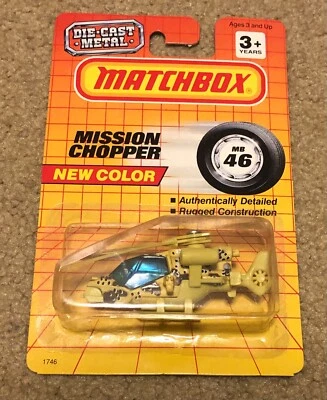 DIE-CAST
METAL
Ages 3 and Up
3+
YEARS
MATCHBOX
®
MISSION
CHOPPER
NEW COLOR
MB
46
Authentically Detailed
Rugged Construction
1746